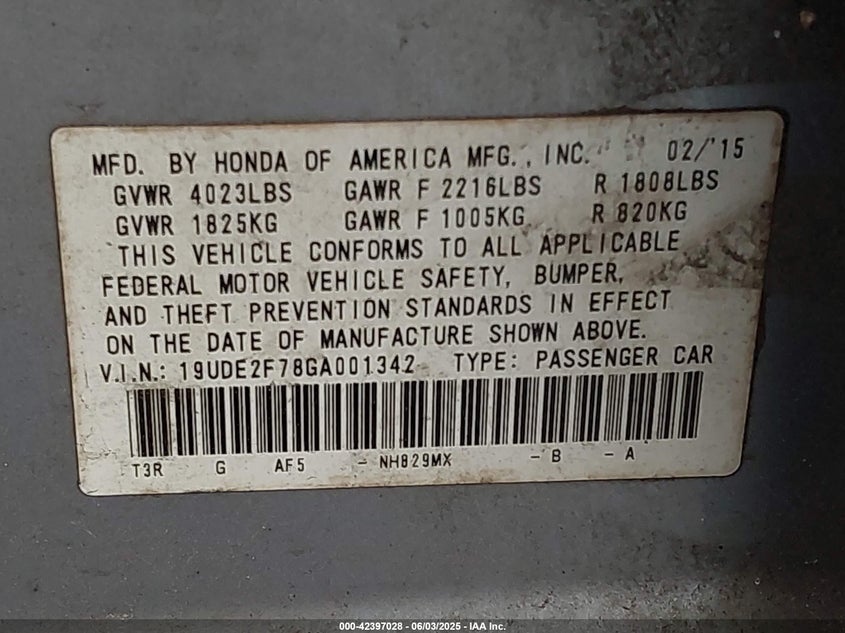 MFD. BY HONDA OF AMERICA MFG., INC. 02/'15
GVWR 4023LBS GAWR F 2216LBS R 1808LBS
GVWR 1825KG GAWR F 1005KG R 820KG
THIS VEHICLE CONFORMS TO ALL APPLICABLE
FEDERAL MOTOR VEHICLE SAFETY, BUMPER,
AND THEFT PREVENTION STANDARDS IN EFFECT
ON THE DATE OF MANUFACTURE SHOWN ABOVE.
V.I.N.: 19UDE2F78GA001342 TYPE: PASSENGER CAR
T3R G AF5 - NH829MX - B - A
000-42397028 - 06/03/2025 - IAA Inc.